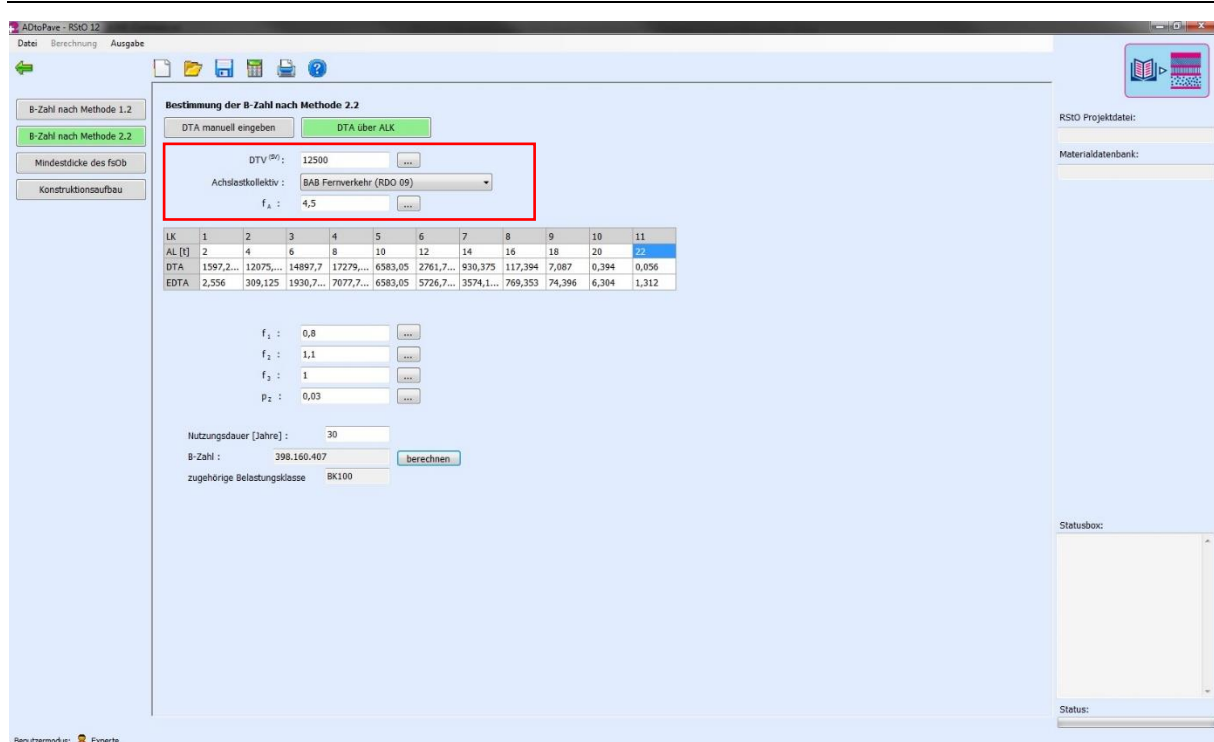 ADtoPave - RStO 12
Datei Berechnung Ausgabe
B-Zahl nach Methode 1.2
B-Zahl nach Methode 2.2
Mindestdicke des fsOb
Konstruktionsaufbau
Bestimmung der B-Zahl nach Methode 2.2
DTA manuell eingeben DTA über ALK
DTV (SV) : 12500 ...
Achslastkollektiv : BAB Fernverkehr (RDO 09)
f A : 4,5 ...
LK 1 2 3 4 5 6 7 8 9 10 11
AL [t] 2 4 6 8 10 12 14 16 18 20 22
DTA 1597,2... 12075,... 14897,7 17279,... 6583,05 2761,7... 930,375 117,394 7,087 0,394 0,056
EDTA 2,556 309,125 1930,7... 7077,7... 6583,05 5726,7... 3574,1... 769,353 74,396 6,304 1,312
f 1 : 0,8 ...
f 2 : 1,1 ...
f 3 : 1 ...
p z : 0,03 ...
Nutzungsdauer [Jahre] : 30
B-Zahl : 398.160.407 berechnen
zugehörige Belastungsklasse BK100
RStO Projektdatei:
Materialdatenbank:
Statusbox:
Status:
Benutzermodus: Experte